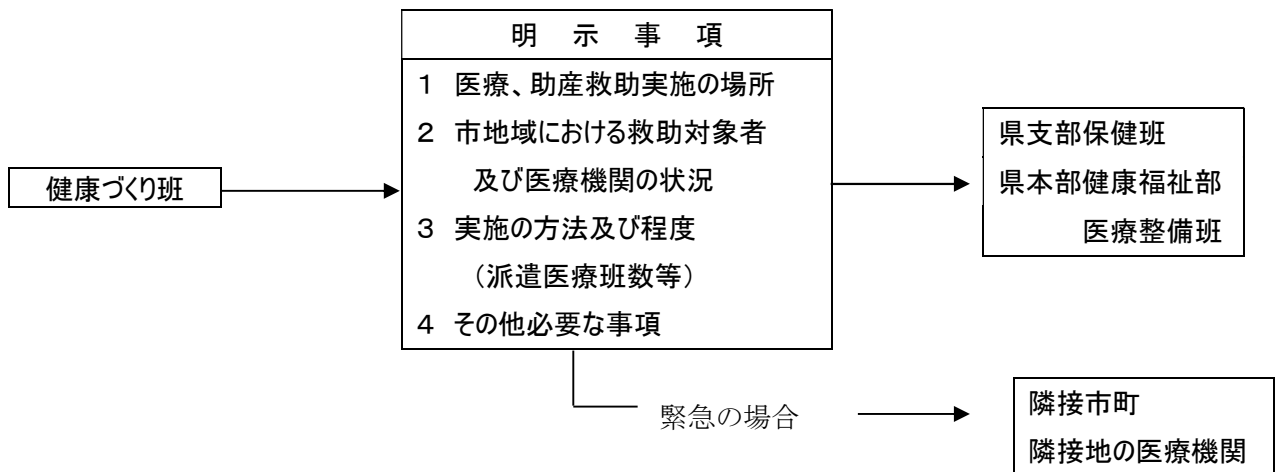 明　示　事　項
1　医療、助産救助実施の場所
2　市地域における救助対象者
及び医療機関の状況
3　実施の方法及び程度
（派遣医療班数等）
4　その他必要な事項
健康づくり班
県支部保健班
県本部健康福祉部
医療整備班
緊急の場合
隣接市町
隣接地の医療機関